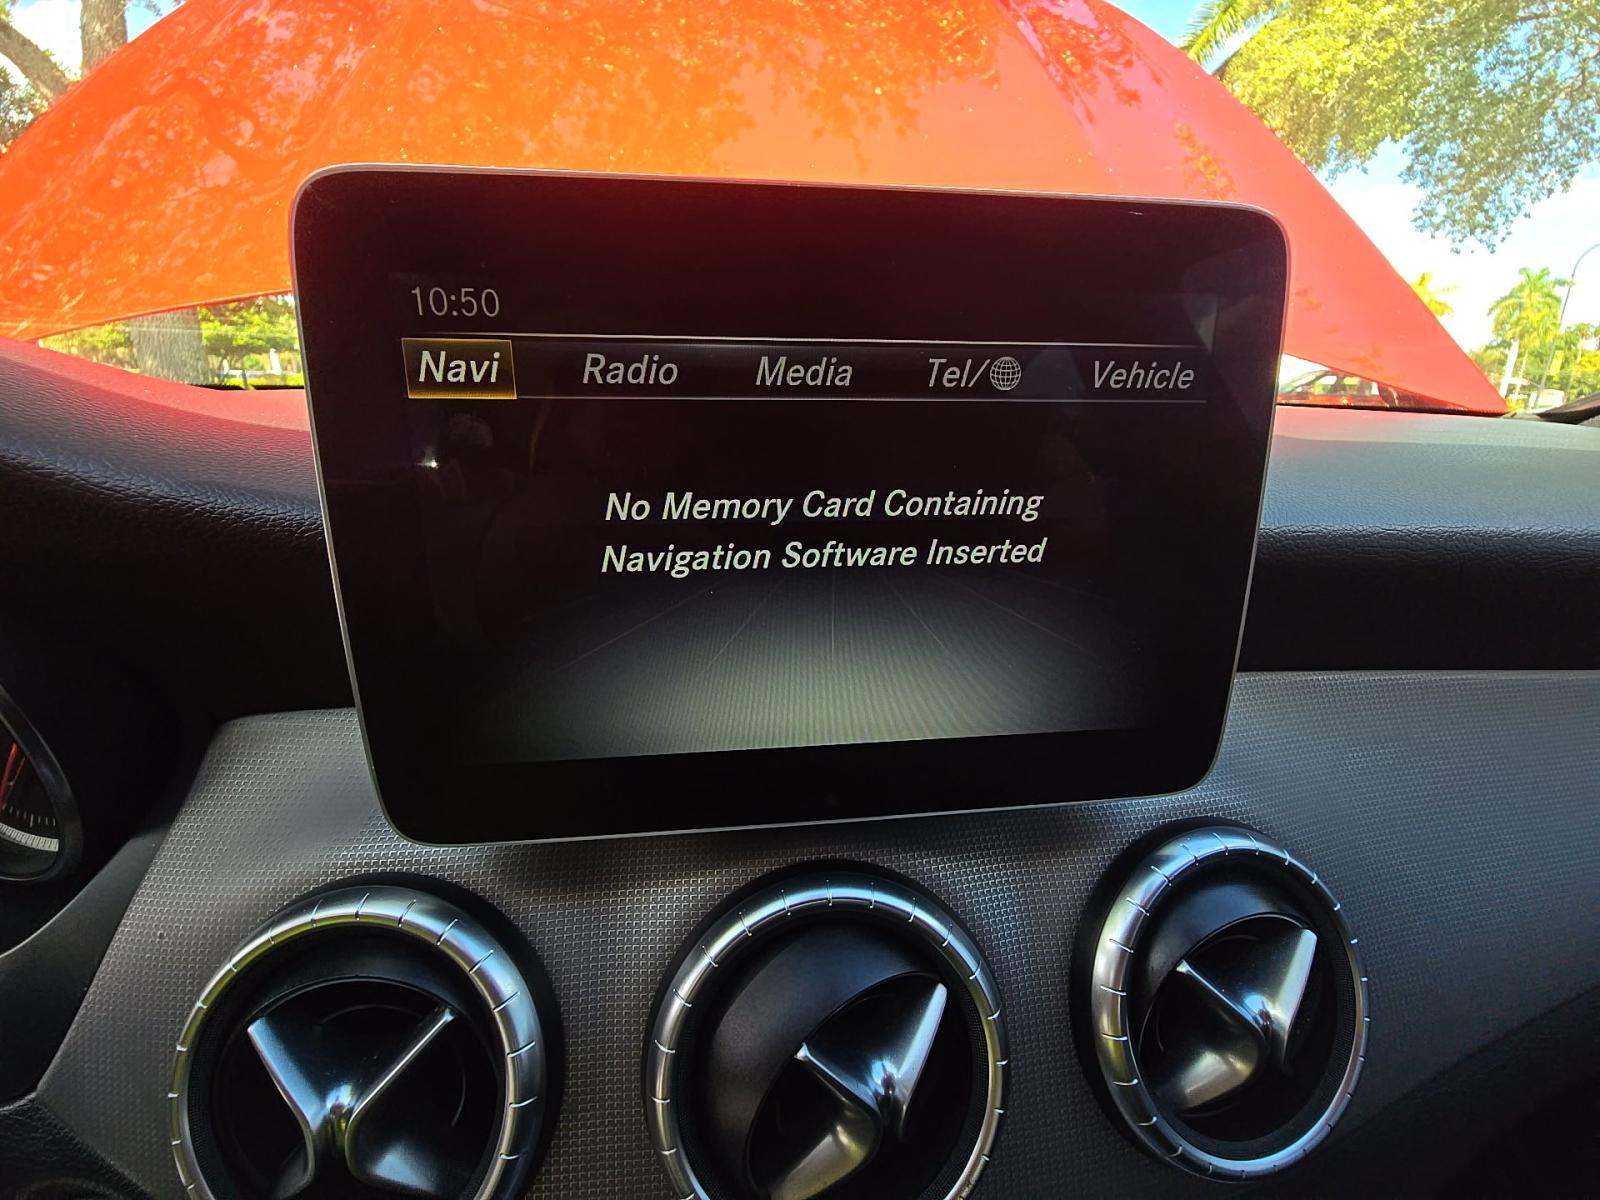 10:50
Navi Radio Media Tel/ Vehicle
No Memory Card Containing
Navigation Software Inserted